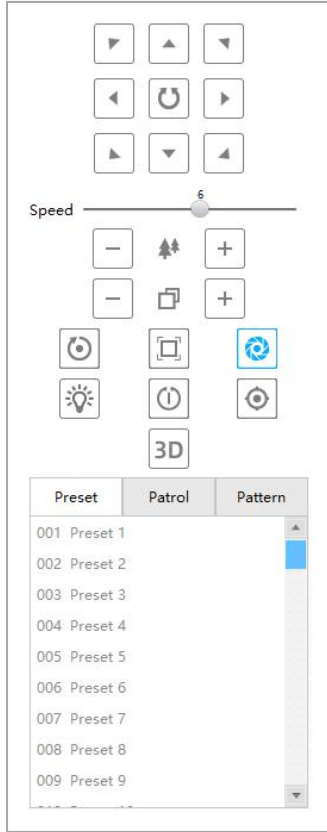 6
Speed
3D
Preset Patrol Pattern
001 Preset 1
002 Preset 2
003 Preset 3
004 Preset 4
005 Preset 5
006 Preset 6
007 Preset 7
008 Preset 8
009 Preset 9